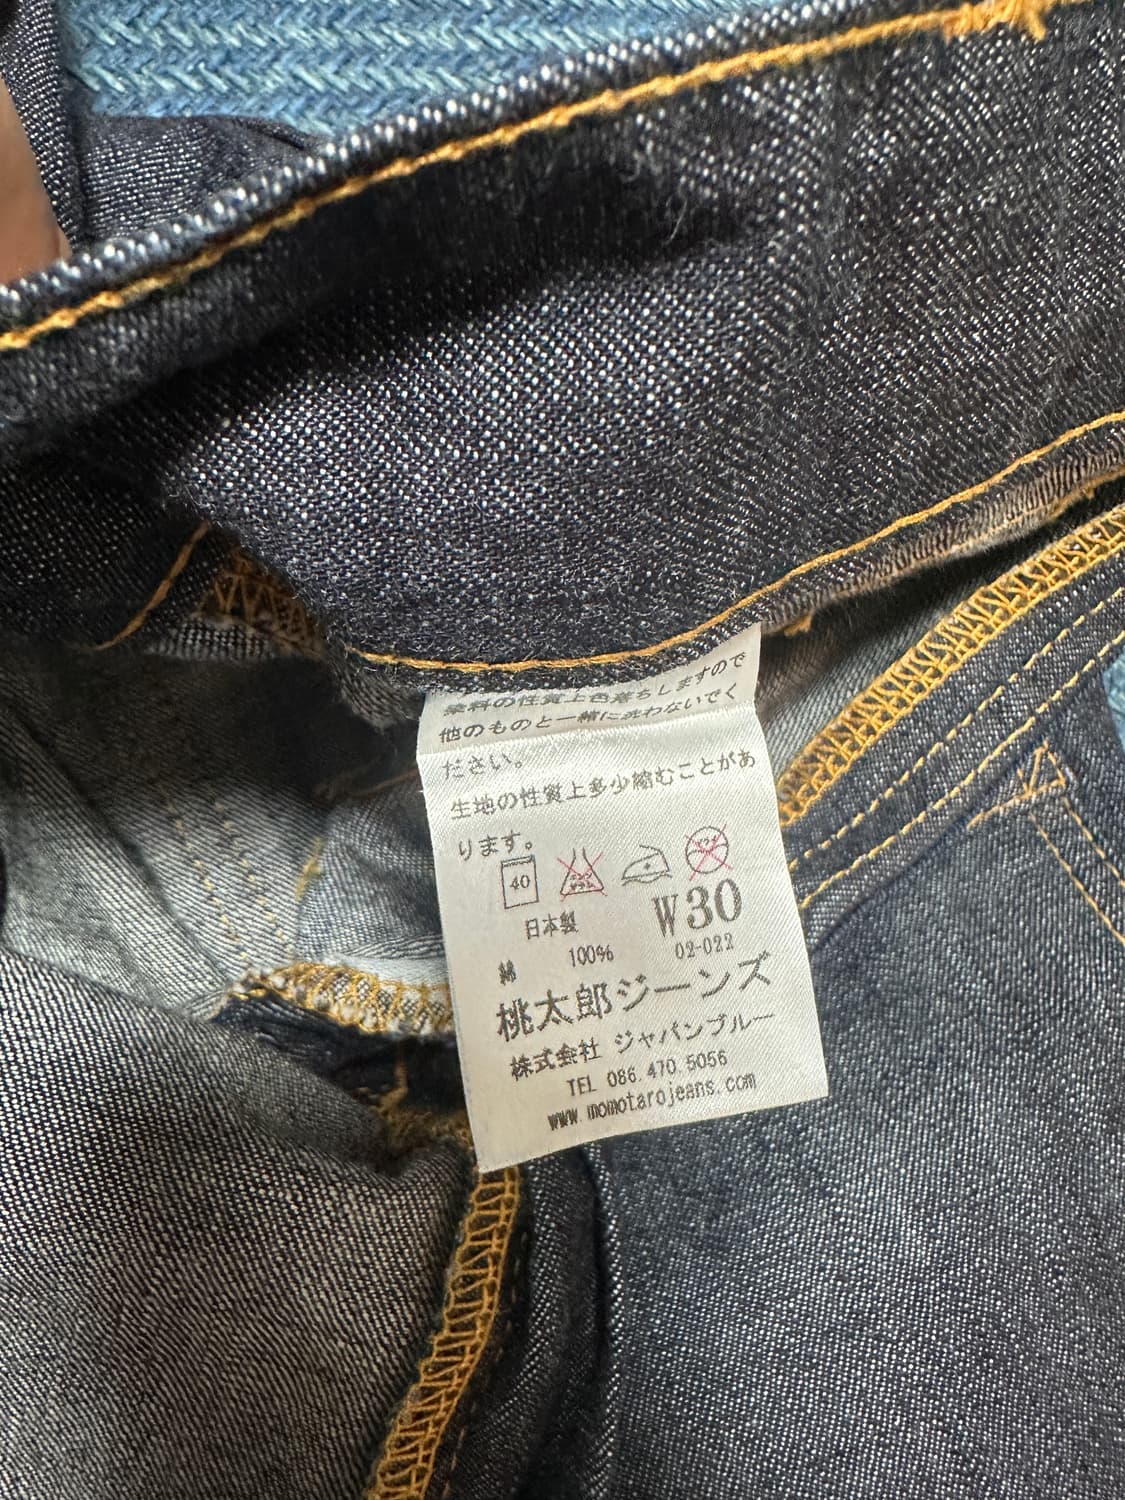 染料の性質上色落ちしますので
他のものと一緒に洗わないでく
ださい。
生地の性質上多少縮むことがあ
ります。
40
日本製
W30
綿 100%
02-022
桃太郎ジーンズ
株式会社 ジャパンブルー
TEL 086.470.5056
www.momotarojeans.com